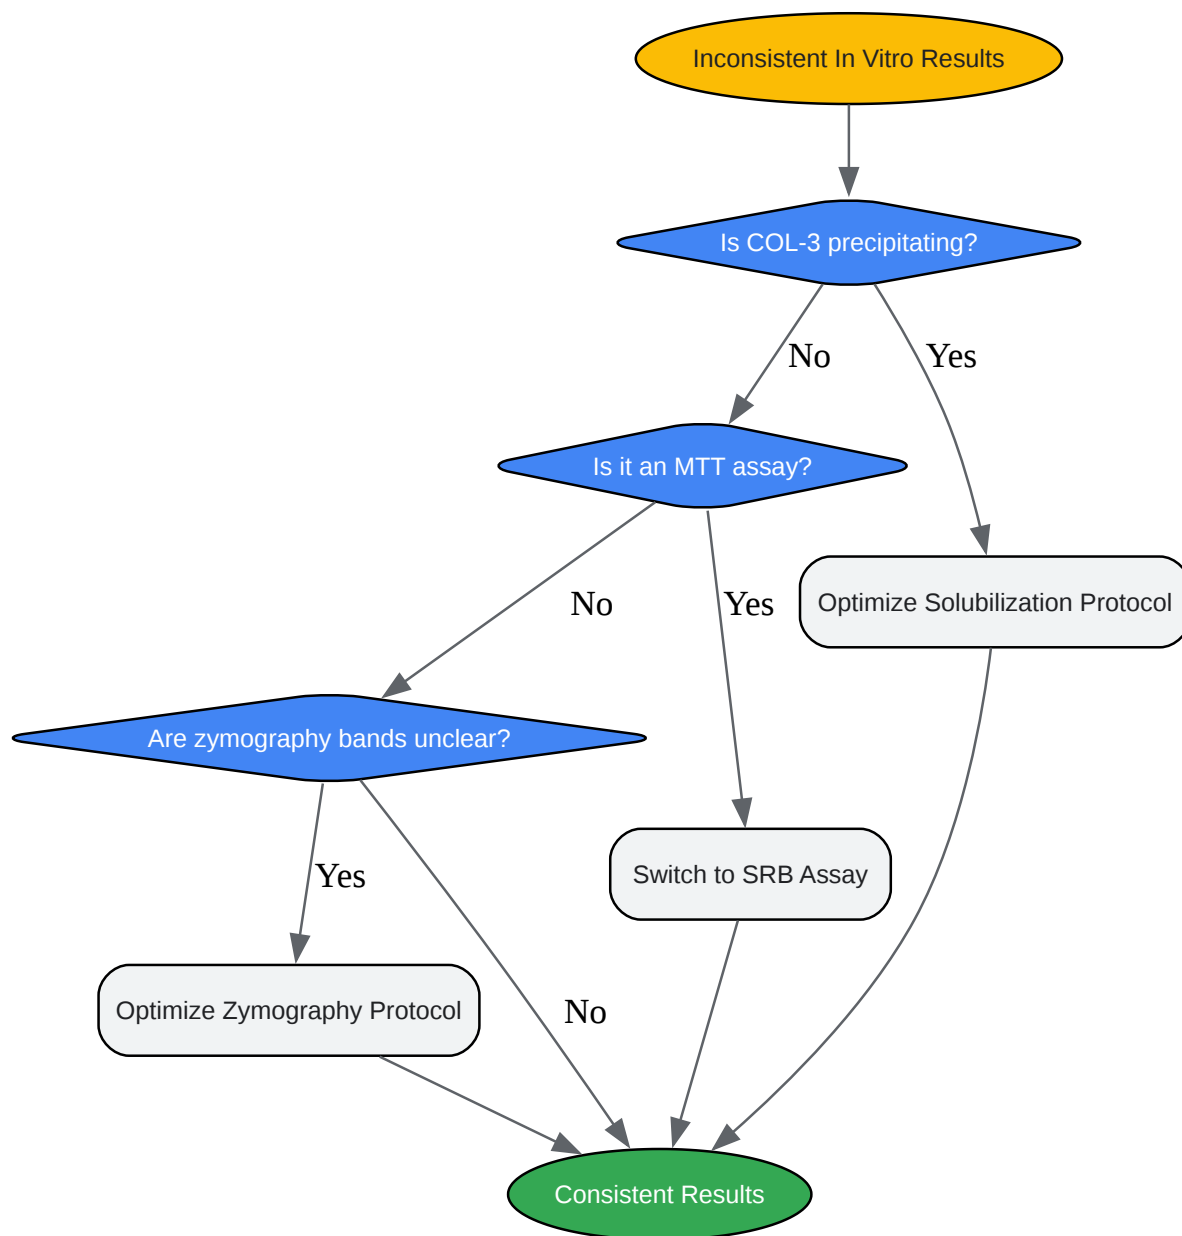 Inconsistent In Vitro Results
Is COL-3 precipitating?
No
Yes
Is it an MTT assay?
No
Yes
Optimize Solubilization Protocol
Are zymography bands unclear?
Yes
Switch to SRB Assay
Optimize Zymography Protocol
No
Consistent Results